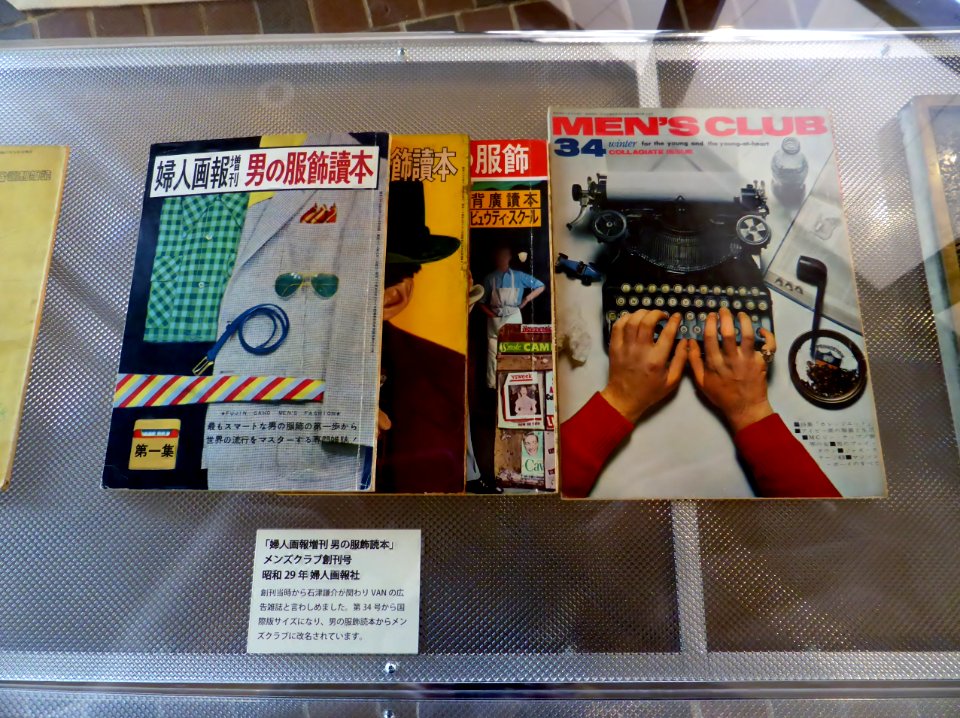 婦人画報増刊 男の服飾讀本
*FUJIN GAHO MEN'S FASHION*
最もスマートな男の服飾の第一歩から
世界の流行をマスターする専門雑誌!
第一集
飾讀本
の服飾
背廣讀本
ビュウティ・スクール
CAM
MEN'S CLUB
34 winter for the young and the young-at-heart
COLLAGIATE
「婦人画報増刊 男の服飾読本」
メンズクラブ創刊号
昭和 29 年 婦人画報社
創刊当時から石津謙介が関わり VAN の広
告雑誌と言わしめました。第 34 号から国
際版サイズになり、男の服飾読本からメン
ズクラブに改名されています。